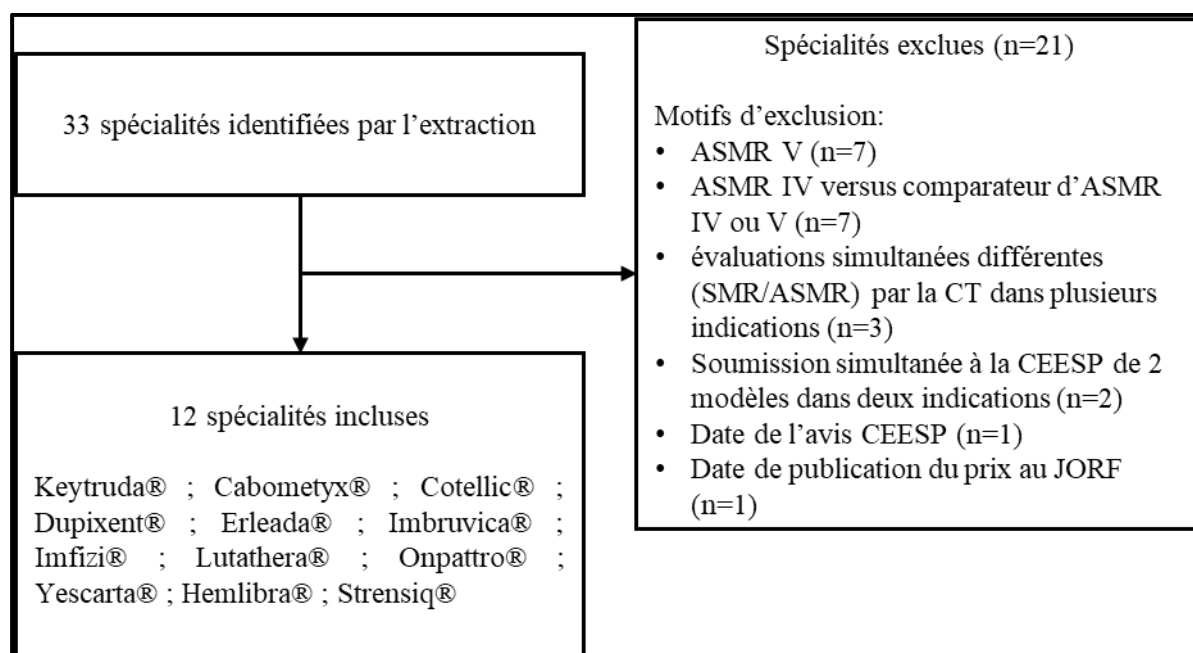 33 spécialités identifiées par l’extraction
Spécialités exclues (n=21)
Motifs d’exclusion:
• ASMR V (n=7)
• ASMR IV versus comparateur d’ASMR
IV ou V (n=7)
• évaluations simultanées différentes
(SMR/ASMR) par la CT dans plusieurs
indications (n=3)
• Soumission simultanée à la CEESP de 2
modèles dans deux indications (n=2)
• Date de l’avis CEESP (n=1)
• Date de publication du prix au JORF
(n=1)
12 spécialités incluses
Keytruda® ; Cabometyx® ; Cotellic® ;
Dupixent® ; Erleada® ; Imbruvica® ;
Imfizi® ; Lutathera® ; Onpattro® ;
Yescarta® ; Hemlibra® ; Strensiq®